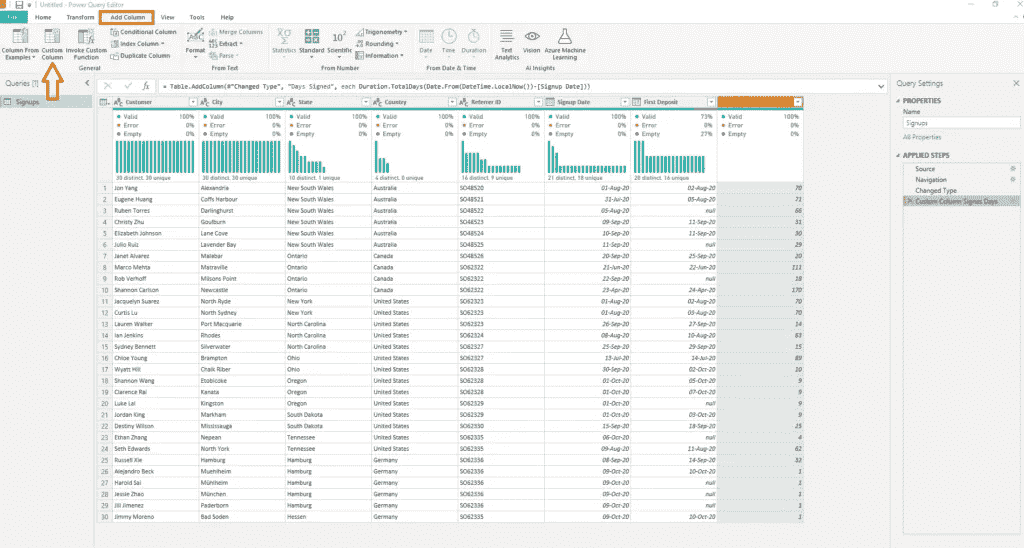 Untitled - Power Query Editor
File Home Transform Add Column View Tools Help
Column From Examples Custom Column Invoke Custom Function
Conditional Column
Index Column
Duplicate Column
General
Format
Merge Columns
Extract
Parse
From Text
Statistics Standard Scientific
10²
Trigonometry
Rounding
Information
From Number
Date Time Duration
From Date & Time
Text Analytics Vision Azure Machine Learning
AI Insights
Queries [1]
Signups
= Table.AddColumn(#"Changed Type", "Days Signed", each Duration.TotalDays(Date.From(DateTime.LocalNow())-[Signup Date]))
Customer City State Country Referrer ID Signup Date First Deposit
Valid 100% Valid 100% Valid 100% Valid 100% Valid 100% Valid 100% Valid 73% Valid 100%
Error 0% Error 0% Error 0% Error 0% Error 0% Error 0% Error 0% Error 0%
Empty 0% Empty 0% Empty 0% Empty 0% Empty 0% Empty 0% Empty 27% Empty 0%
30 distinct, 30 unique 30 distinct, 30 unique 10 distinct, 1 unique 4 distinct, 0 unique 16 distinct, 9 unique 21 distinct, 18 unique 20 distinct, 16 unique
1 Jon Yang Alexandria New South Wales Australia SO48520 01-Aug-20 02-Aug-20 70
2 Eugene Huang Coffs Harbour New South Wales Australia SO48521 31-Jul-20 05-Aug-20 71
3 Ruben Torres Darlinghurst New South Wales Australia SO48522 05-Aug-20 null 66
4 Christy Zhu Goulburn New South Wales Australia SO48523 09-Sep-20 11-Sep-20 31
5 Elizabeth Johnson Lane Cove New South Wales Australia SO48524 10-Sep-20 11-Sep-20 30
6 Julio Ruiz Lavender Bay New South Wales Australia SO48525 11-Sep-20 null 29
7 Janet Alvarez Malabar Ontario Canada SO48526 20-Sep-20 25-Sep-20 20
8 Marco Mehta Matraville Ontario Canada SO62322 21-Jun-20 22-Jun-20 111
9 Rob Verhoff Milsons Point Ontario Canada SO62322 22-Sep-20 null 18
10 Shannon Carlson Newcastle Ontario Canada SO62322 23-Apr-20 24-Apr-20 170
11 Jacquelyn Suarez North Ryde New York United States SO62323 01-Aug-20 02-Aug-20 70
12 Curtis Lu North Sydney New York United States SO62323 01-Aug-20 03-Aug-20 70
13 Lauren Walker Port Macquarie North Carolina United States SO62323 26-Sep-20 27-Sep-20 14
14 Ian Jenkins Rhodes North Carolina United States SO62324 08-Aug-20 10-Aug-20 63
15 Sydney Bennett Silverwater North Carolina United States SO62327 25-Sep-20 29-Sep-20 15
16 Chloe Young Brampton Ohio United States SO62327 13-Jul-20 14-Jul-20 89
17 Wyatt Hill Chalk Riber Ohio United States SO62327 30-Sep-20 02-Oct-20 10
18 Shannon Wang Etobicoke Oregon United States SO62328 01-Oct-20 05-Oct-20 9
19 Clarence Rai Kanata Oregon United States SO62328 01-Oct-20 07-Oct-20 9
20 Luke Lal Kingston Oregon United States SO62329 01-Oct-20 null 9
21 Jordan King Markham South Dakota United States SO62329 01-Oct-20 03-Oct-20 9
22 Destiny Wilson Mississauga South Dakota United States SO62330 15-Sep-20 18-Sep-20 25
23 Ethan Zhang Nepean Tennessee United States SO62335 06-Oct-20 null 4
24 Seth Edwards North York Tennessee United States SO62335 09-Aug-20 11-Aug-20 62
25 Russell Xie Hamburg Hamburg Germany SO62336 08-Sep-20 14-Sep-20 32
26 Alejandro Beck Muehlheim Hamburg Germany SO62336 09-Oct-20 10-Oct-20 1
27 Harold Sai Mühlheim Hamburg Germany SO62336 09-Oct-20 null 1
28 Jessie Zhao München Hamburg Germany SO62336 09-Oct-20 null 1
29 Jill Jimenez Paderborn Hamburg Germany SO62336 09-Oct-20 null 1
30 Jimmy Moreno Bad Soden Hessen Germany SO62335 09-Oct-20 10-Oct-20 1
Query Settings
PROPERTIES
Name
Signups
All Properties
APPLIED STEPS
Source
Navigation
Changed Type
Custom Column Signed Days